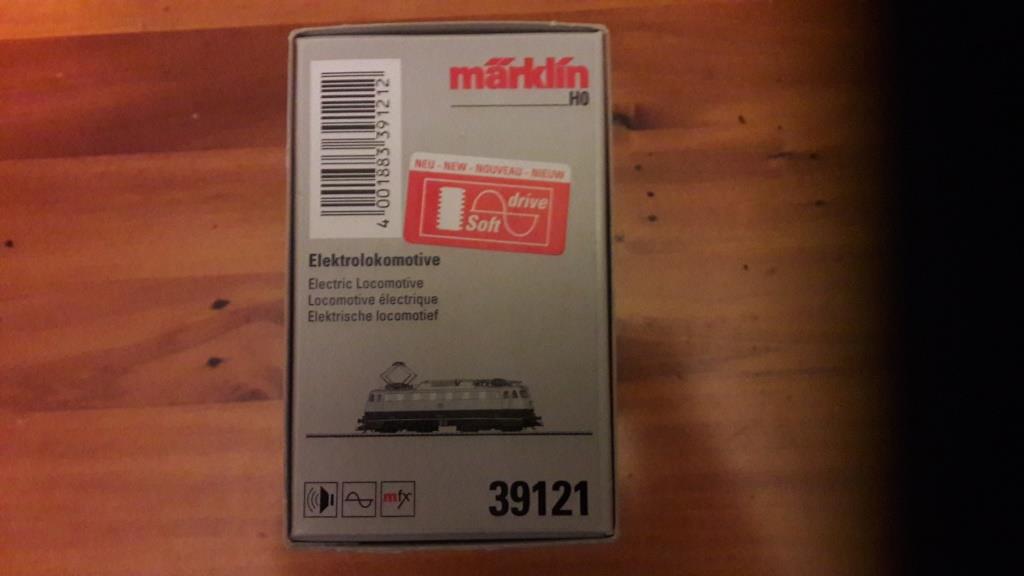 märklin
H0
4 001883 391212
NEU - NEW - NOUVEAU - NIEUW
drive
Soft
Elektrolokomotive
Electric Locomotive
Locomotive électrique
Elektrische locomotief
mfx
39121